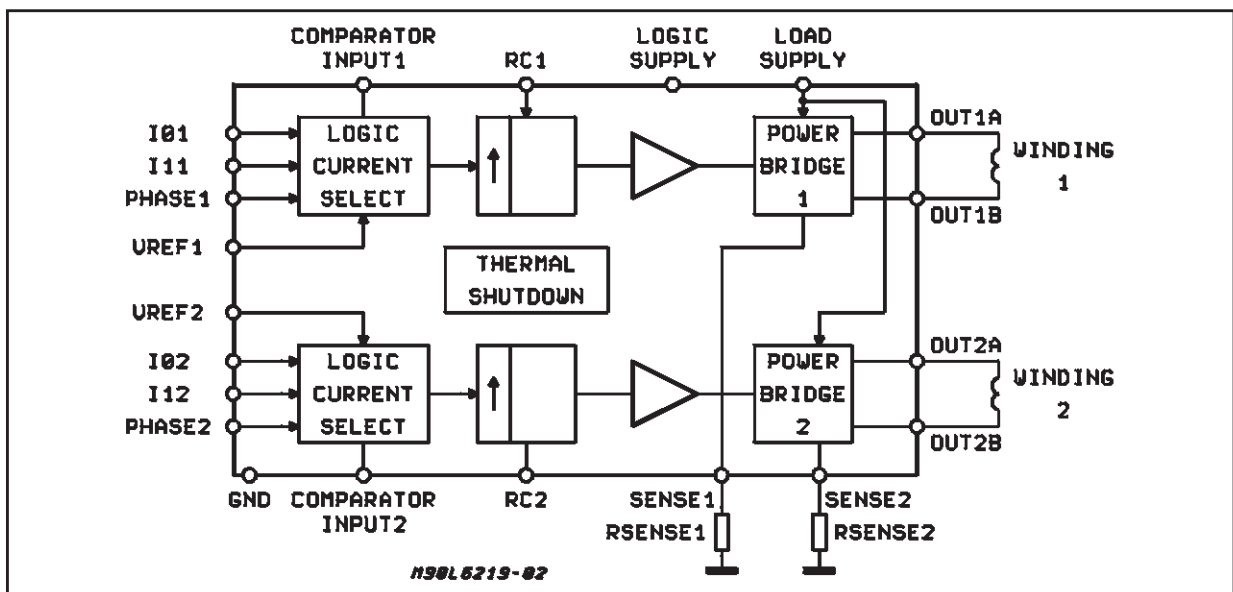 COMPARATOR INPUT1
RC1
LOGIC SUPPLY
LOAD SUPPLY
I01
I11
PHASE1
VREF1
LOGIC CURRENT SELECT
POWER BRIDGE 1
OUT1A
WINDING 1
OUT1B
THERMAL SHUTDOWN
VREF2
I02
I12
PHASE2
LOGIC CURRENT SELECT
POWER BRIDGE 2
OUT2A
WINDING 2
OUT2B
GND
COMPARATOR INPUT2
RC2
SENSE1
SENSE2
RSENSE1
RSENSE2
M90L6219-02